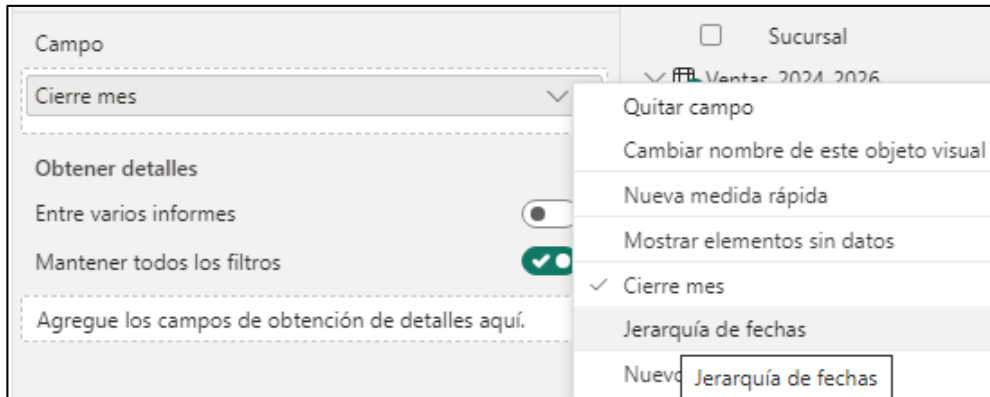 Campo
Sucursal
Ventas_2024_2026
Cierre mes
Quitar campo
Cambiar nombre de este objeto visual
Obtener detalles
Nueva medida rápida
Entre varios informes
Mostrar elementos sin datos
Mantener todos los filtros
Cierre mes
Agregue los campos de obtención de detalles aquí.
Jerarquía de fechas
Jerarquía de fechas